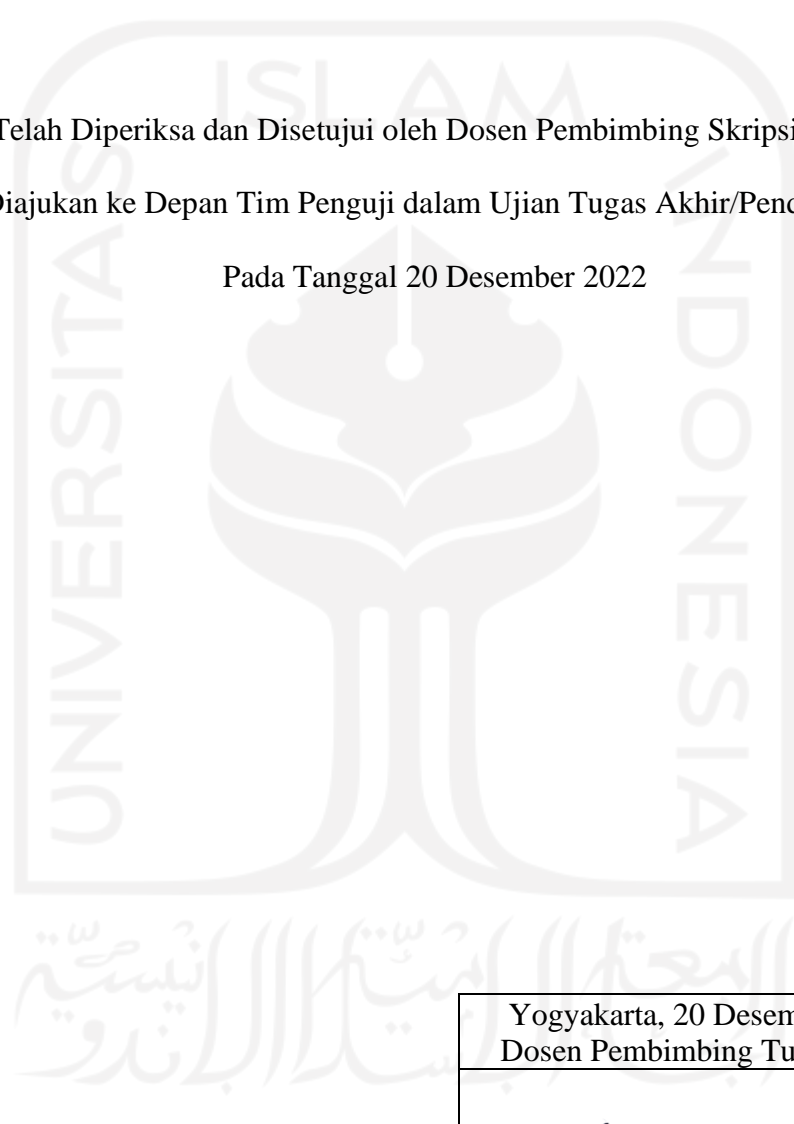 ISLAM
UNIVERSITAS
INDONESIA
Telah Diperiksa dan Disetujui oleh Dosen Pembimbing Skripsi
Diajukan ke Depan Tim Penguji dalam Ujian Tugas Akhir/Pend
Pada Tanggal 20 Desember 2022
Yogyakarta, 20 Desem
Dosen Pembimbing Tu